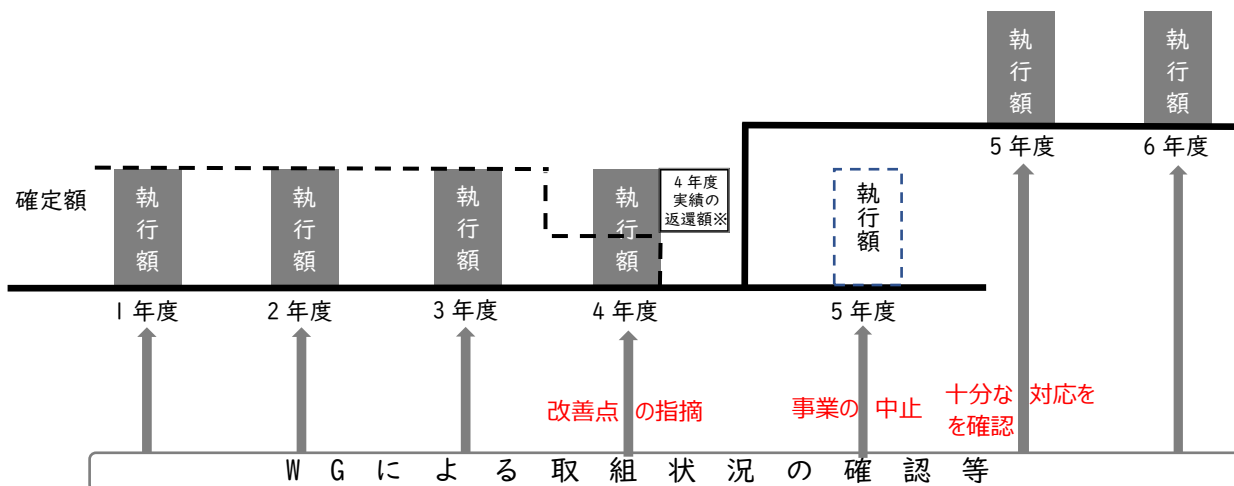 執行額
執行額
5年度
6年度
確定額
執行額
執行額
執行額
執行額
4年度
実績の
返還額※
執行額
1年度
2年度
3年度
4年度
5年度
改善点の指摘
事業の中止
十分な対応を
を確認
WGによる取組状況の確認等